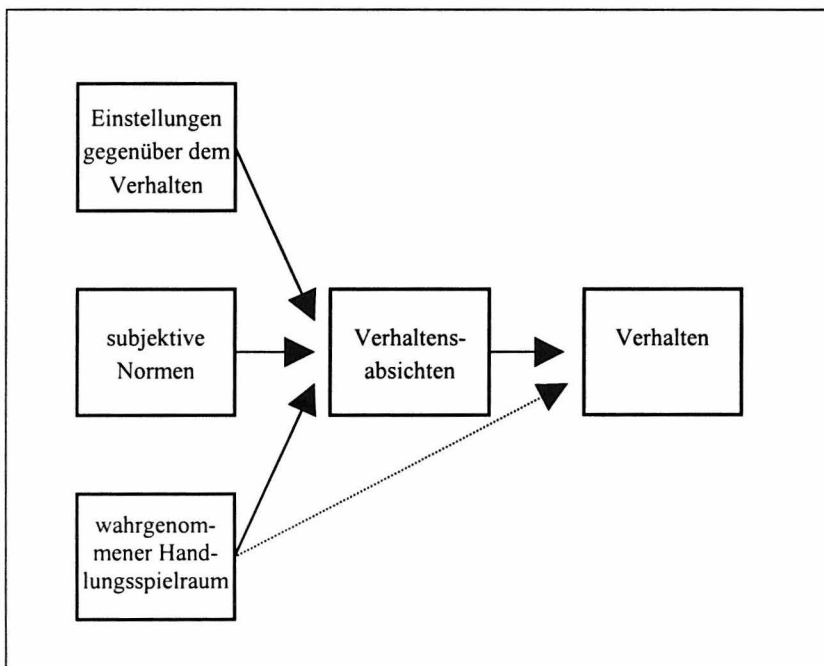 Einstellungen
gegenüber dem
Verhalten
subjektive
Normen
Verhaltens-
absichten
Verhalten
wahrgenom-
mener Hand-
lungsspielraum